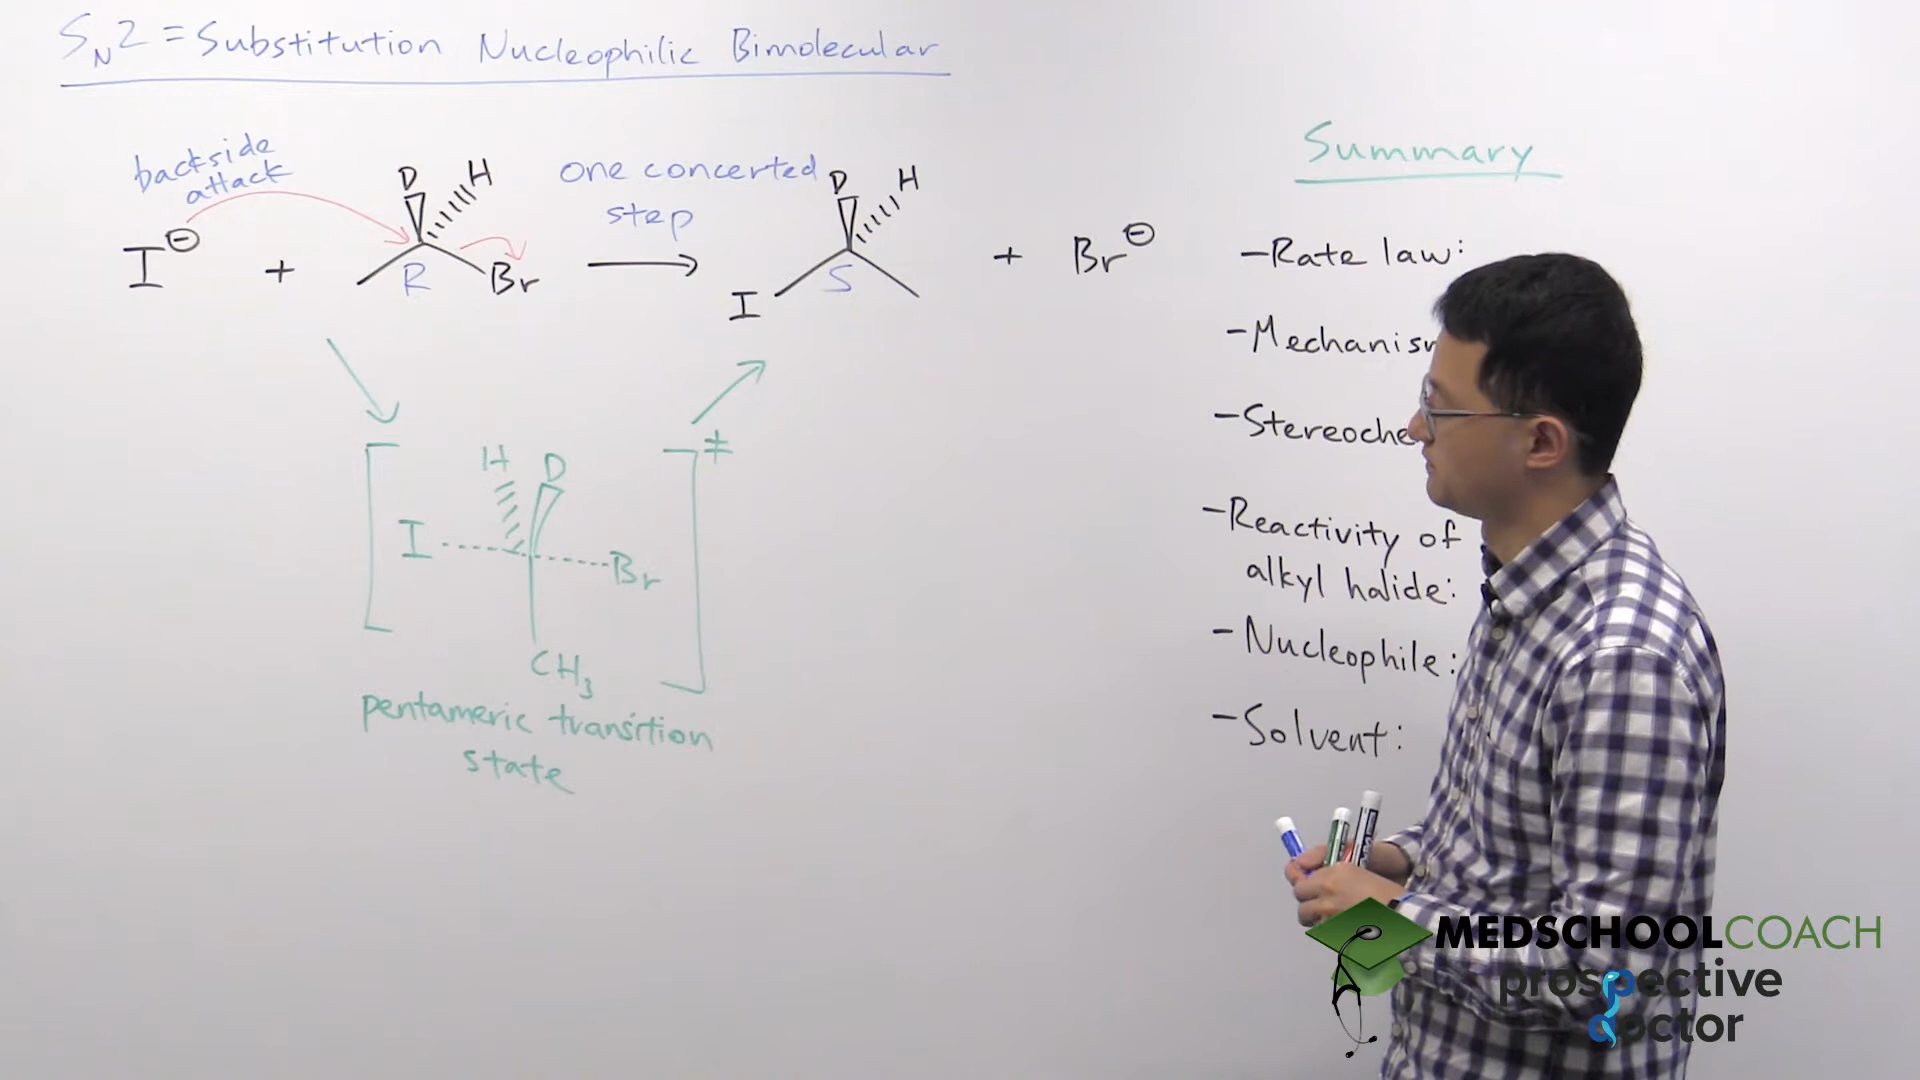 SN2 = Substitution Nucleophilic Bimolecular
backside
attack
D H
I⊖ + R Br
one concerted
step
D H
I S
+ Br⊖
H D
I Br ‡
CH3
pentameric transition
state
Summary
-Rate law:
-Mechanism
-Stereoche
-Reactivity of
alkyl halide:
-Nucleophile:
-Solvent:
MEDSCHOOLCOACH
prospective
doctor